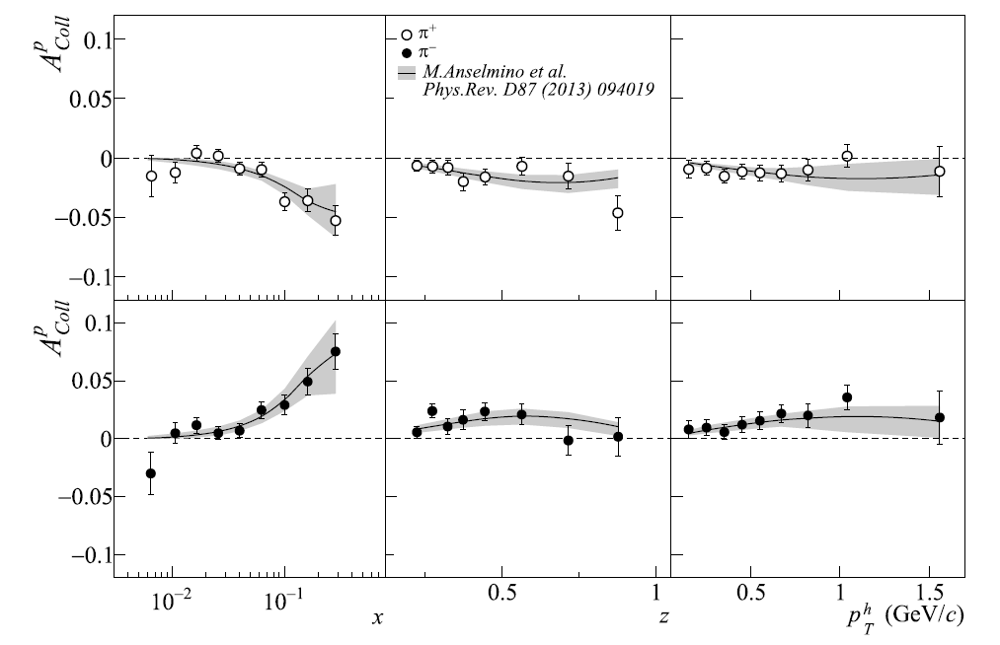 A^p_Coll
0.1
0.05
0
−0.05
−0.1
π⁺
π⁻
M.Anselmino et al.
Phys.Rev. D87 (2013) 094019
A^p_Coll
0.1
0.05
0
−0.05
−0.1
10⁻² 10⁻¹ 0.5 1 0.5 1 1.5
x z p_T^h (GeV/c)